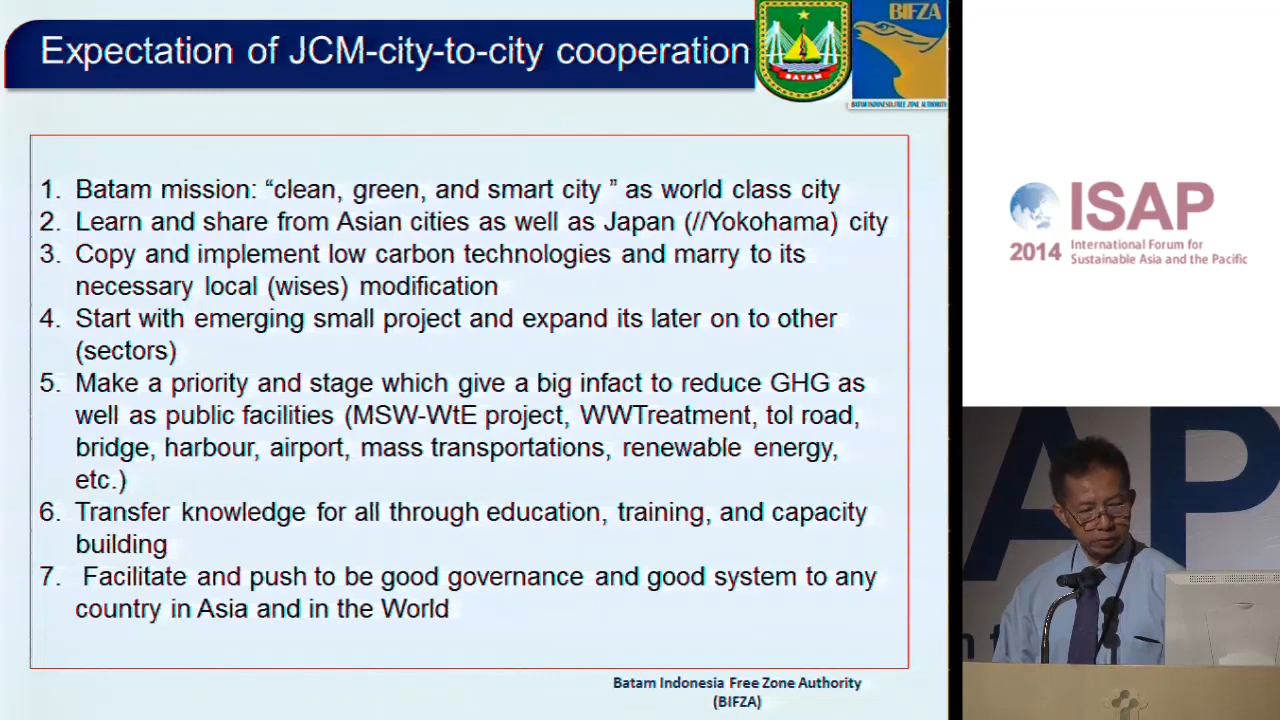 Expectation of JCM-city-to-city cooperation
BATAM
BIFZA
BATAM INDONESIA FREE ZONE AUTHORITY
1. Batam mission: “clean, green, and smart city ” as world class city
2. Learn and share from Asian cities as well as Japan (//Yokohama) city
3. Copy and implement low carbon technologies and marry to its
necessary local (wises) modification
4. Start with emerging small project and expand its later on to other
(sectors)
5. Make a priority and stage which give a big infact to reduce GHG as
well as public facilities (MSW-WtE project, WWTreatment, tol road,
bridge, harbour, airport, mass transportations, renewable energy,
etc.)
6. Transfer knowledge for all through education, training, and capacity
building
7. Facilitate and push to be good governance and good system to any
country in Asia and in the World
Batam Indonesia Free Zone Authority
(BIFZA)
ISAP
2014 International Forum for
Sustainable Asia and the Pacific
AP